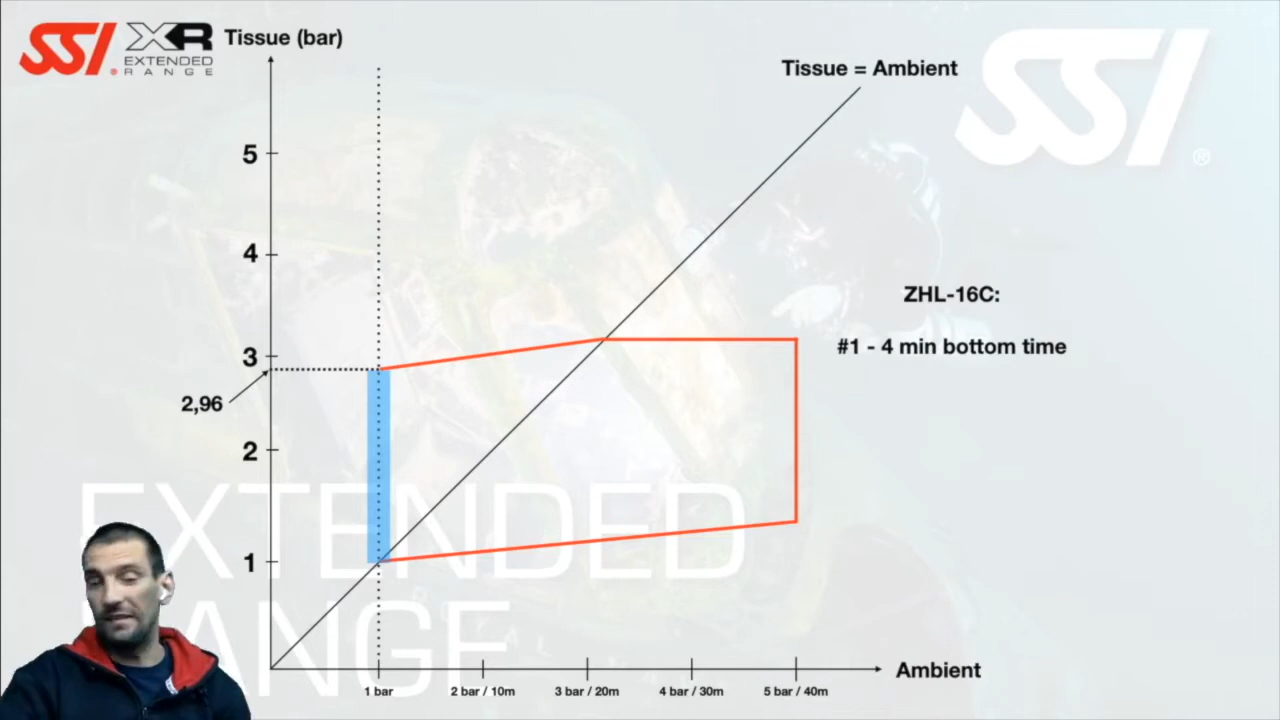 SSI XR
EXTENDED
RANGE
Tissue (bar)
Tissue = Ambient
SSI
®
5
4
3
2,96
2
1
ZHL-16C:
#1 - 4 min bottom time
EXTENDED
RANGE
Ambient
1 bar
2 bar / 10m
3 bar / 20m
4 bar / 30m
5 bar / 40m